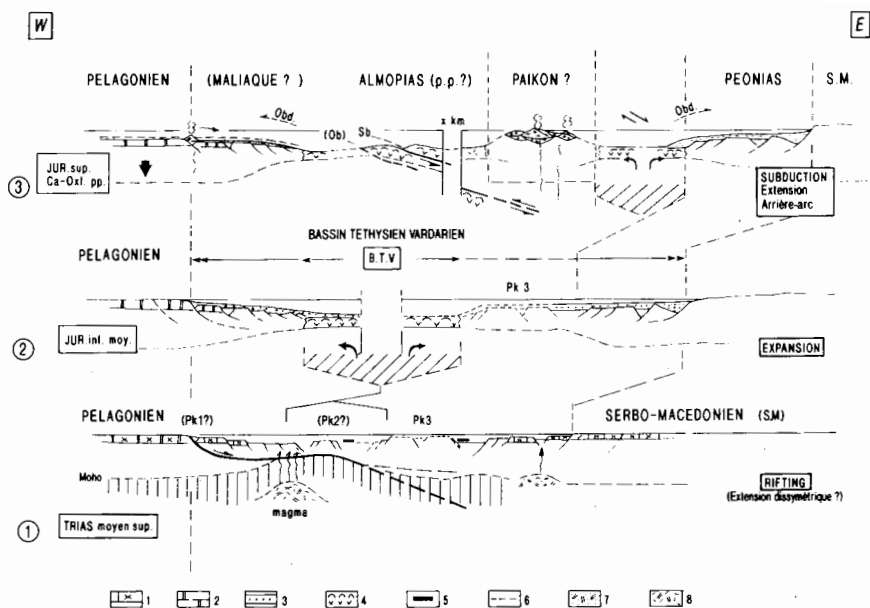 W
E
PELAGONIEN
(MALIAQUE ? )
ALMOPIAS (p.p.?)
PAIKON ?
PEONIAS
S.M.
Obd.
(Ob)
Sb
x km
Obd.
3
JUR.sup.
Ca-Oxf. pp.
SUBDUCTION
Extension
Arrière-arc
BASSIN TETHYSIEN VARDARIEN
PELAGONIEN
B.T.V
Pk 3
2
JUR.inf. moy.
EXPANSION
PELAGONIEN
(Pk1?)
(Pk2?)
Pk3
SERBO-MACEDONIEN (S.M.)
Moho
magma
RIFTING
(Extension dissymétrique ?)
1
TRIAS moyen sup.
1
2
3
4
5
6
7
8